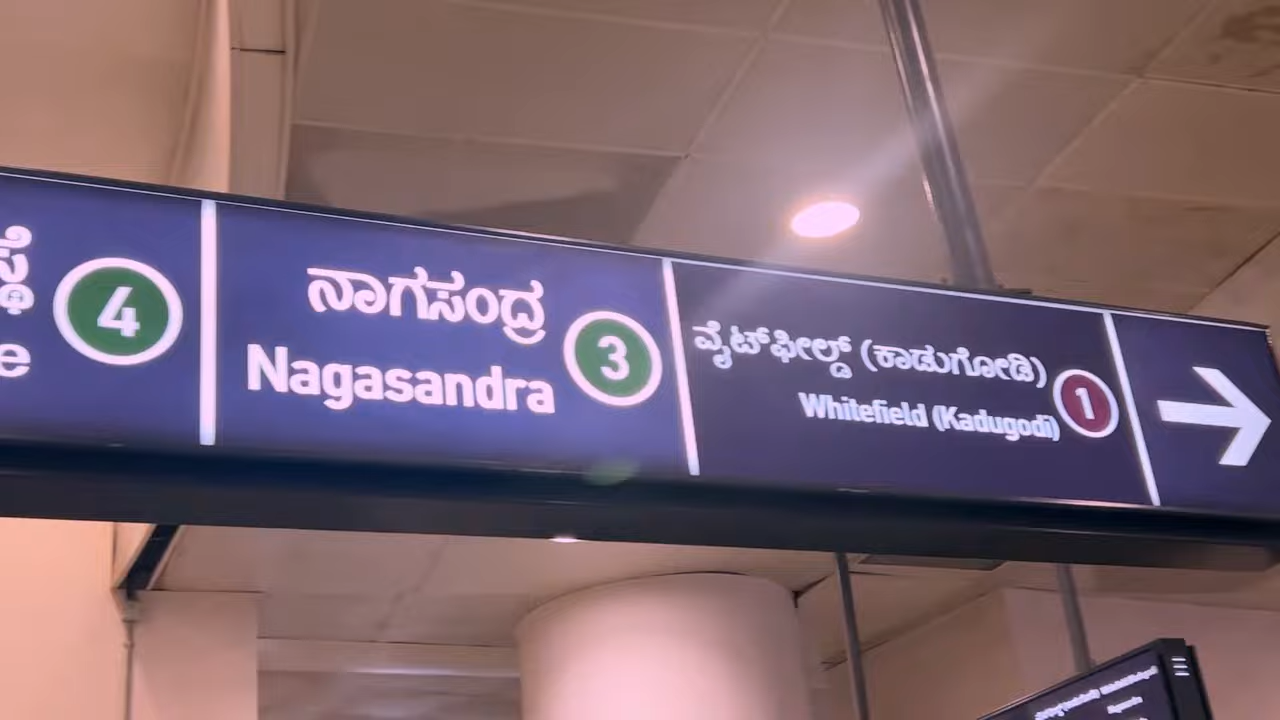 4
ನಾಗಸಂದ್ರ
Nagasandra
3
ವೈಟ್‌ಫೀಲ್ಡ್ (ಕಾಡುಗೋಡಿ)
Whitefield (Kadugodi)
1